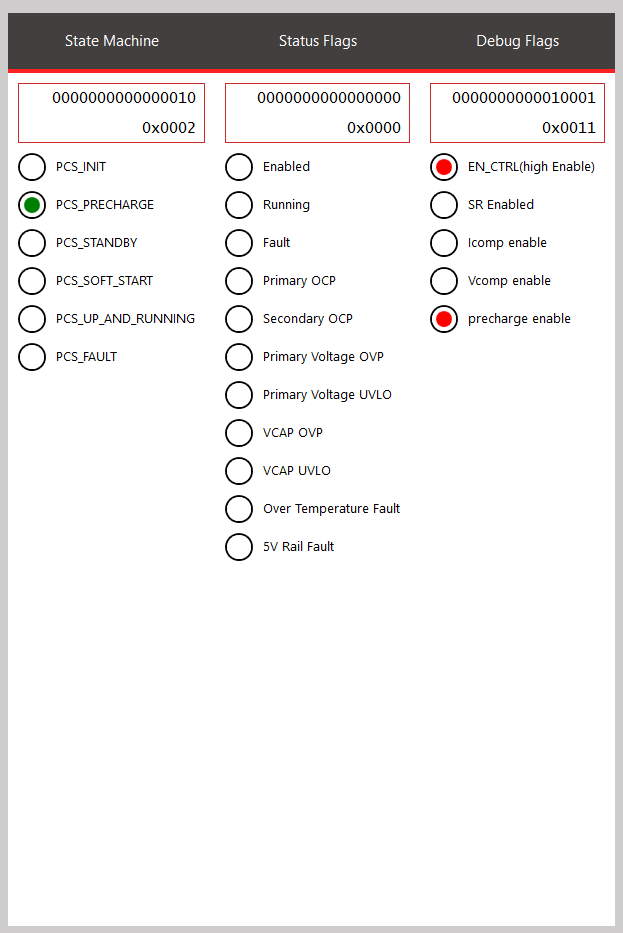 State Machine
Status Flags
Debug Flags
0000000000000010
0x0002
0000000000000000
0x0000
0000000000010001
0x0011
PCS_INIT
PCS_PRECHARGE
PCS_STANDBY
PCS_SOFT_START
PCS_UP_AND_RUNNING
PCS_FAULT
Enabled
Running
Fault
Primary OCP
Secondary OCP
Primary Voltage OVP
Primary Voltage UVLO
VCAP OVP
VCAP UVLO
Over Temperature Fault
5V Rail Fault
EN_CTRL(high Enable)
SR Enabled
Icomp enable
Vcomp enable
precharge enable